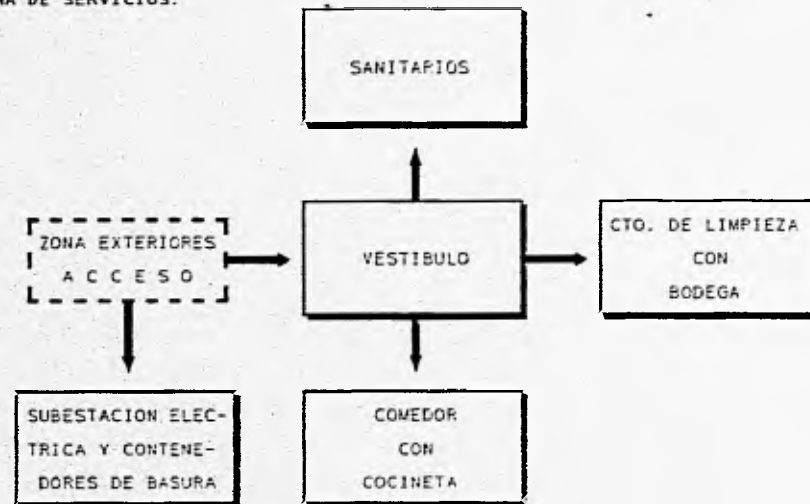 DE SERVICIOS.
SANITARIOS
ZONA EXTERIORES
A C C E S O
VESTIBULO
CTO. DE LIMPIEZA
CON
BODEGA
SUBESTACION ELEC-
TRICA Y CONTENE-
DORES DE BASURA
COMEDOR
CON
COCINETA